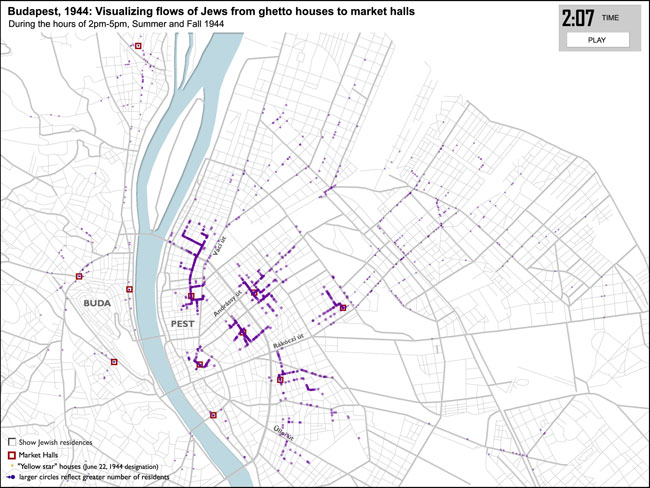 Budapest, 1944: Visualizing flows of Jews from ghetto houses to market halls
During the hours of 2pm-5pm, Summer and Fall 1944
2:07 TIME
PLAY
Váci út
Andrássy út
BUDA
PEST
Rákóczi út
Üllői út
Show Jewish residences
Market Halls
"Yellow star" houses (June 22, 1944 designation)
larger circles reflect greater number of residents